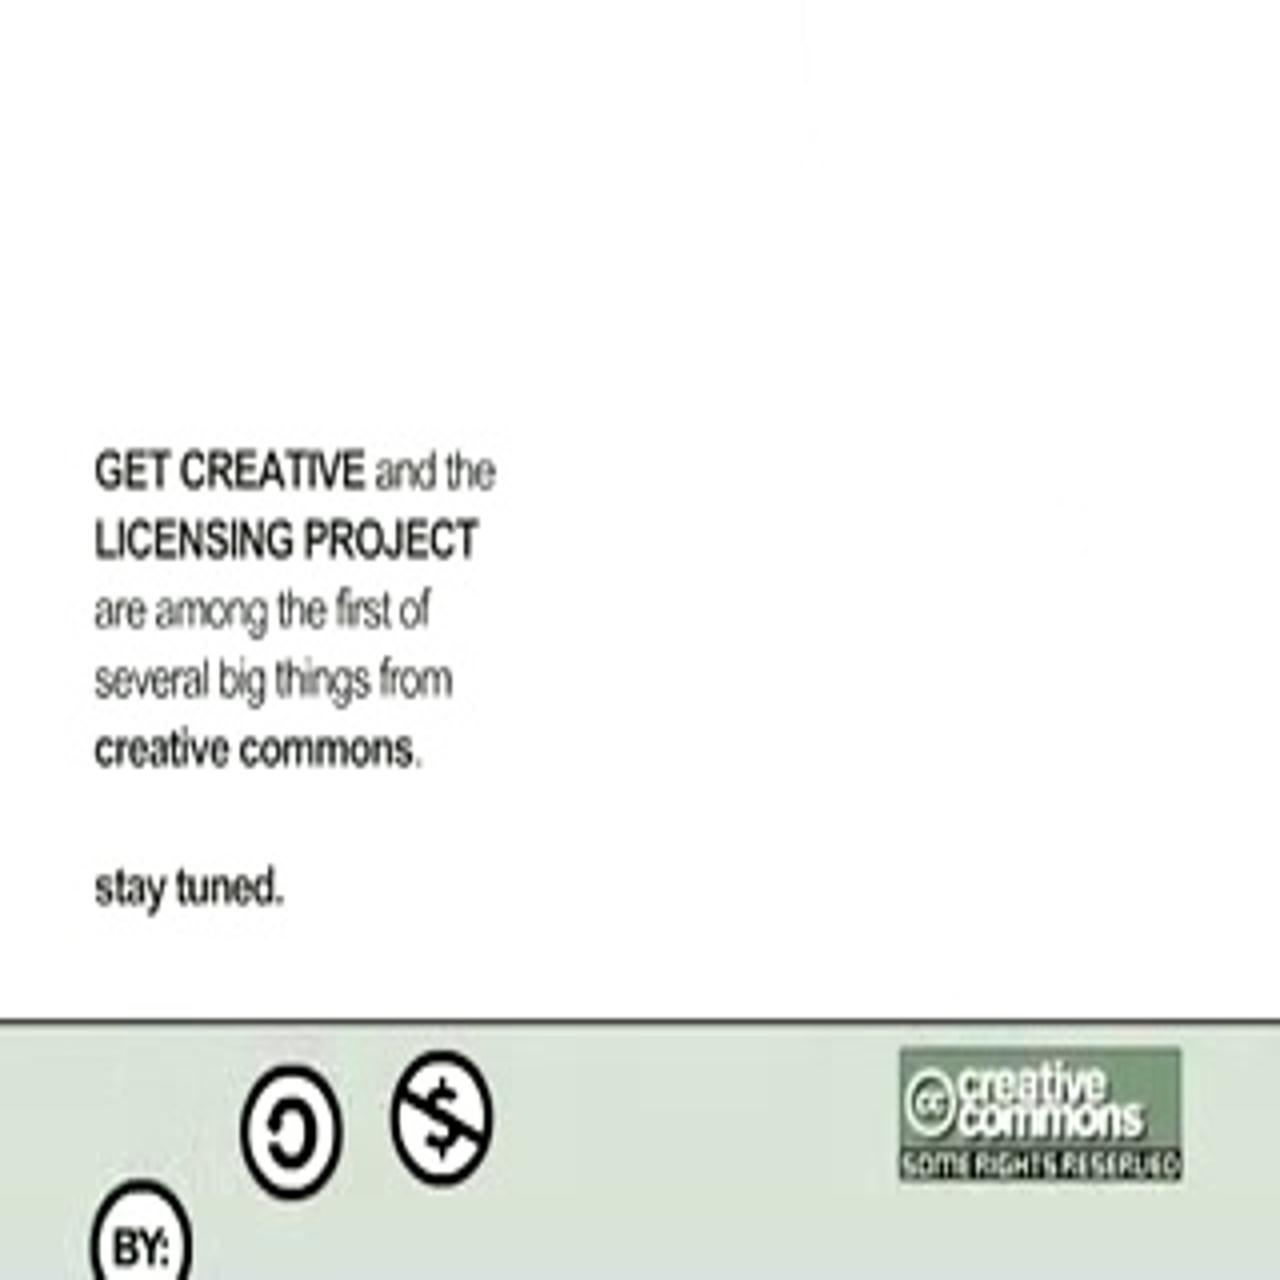 GET CREATIVE and the
LICENSING PROJECT
are among the first of
several big things from
creative commons.
stay tuned.
BY:
cc creative
commons
SOME RIGHTS RESERVED